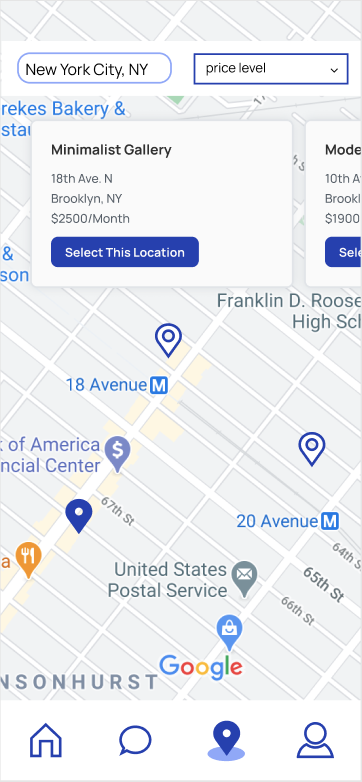 New York City, NY
price level
17
rekes Bakery &
stau
Minimalist Gallery
18th Ave. N
Brooklyn, NY
$2500/Month
Select This Location
Mode
10th A
Brookl
$1900
Sele
&
son
Franklin D. Roose
High Scl
18 Avenue M
k of America
ncial Center
$
67th St
20 Avenue M
a
United States
Postal Service
64th S
65th St
66th St
Google
NSONHURST